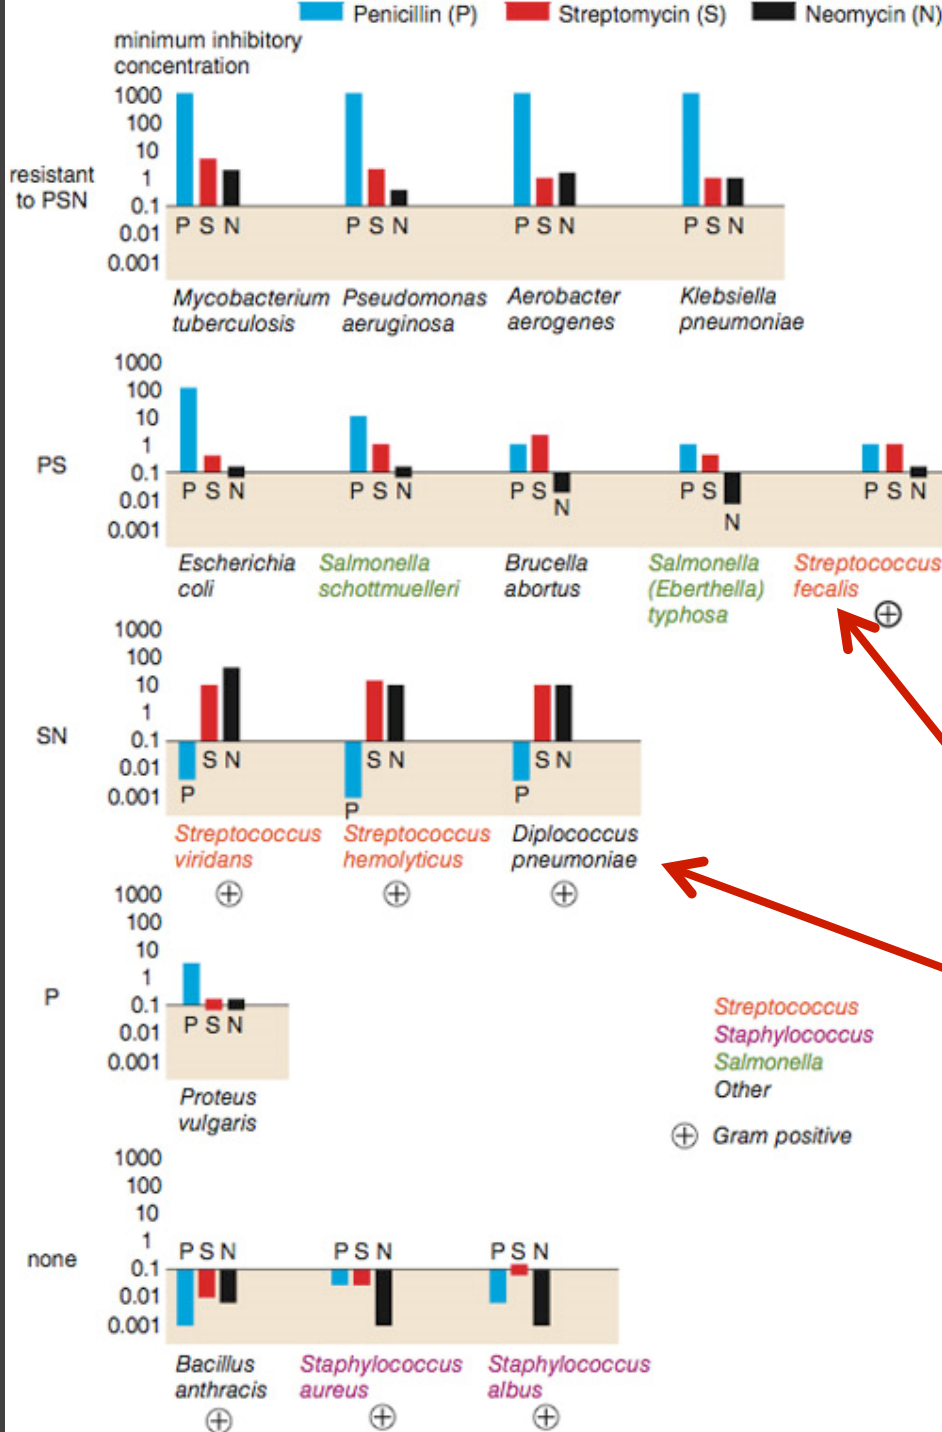 Penicillin (P) Streptomycin (S) Neomycin (N)
minimum inhibitory
concentration
1000
100
10
1
0.1
0.01
0.001
resistant
to PSN
P S N P S N P S N P S N
Mycobacterium Pseudomonas Aerobacter Klebsiella
tuberculosis aeruginosa aerogenes pneumoniae
1000
100
10
1
0.1
0.01
0.001
PS
P S N P S N P S N P S N P S N
Escherichia Salmonella Brucella Salmonella Streptococcus
coli schottmuelleri abortus (Eberthella) fecalis
typhosa
1000
100
10
1
0.1
0.01
0.001
SN
S N S N S N
P P P
Streptococcus Streptococcus Diplococcus
viridans hemolyticus pneumoniae
1000
100
10
1
0.1
0.01
0.001
P
P S N
Proteus
vulgaris
Streptococcus
Staphylococcus
Salmonella
Other
Gram positive
1000
100
10
1
0.1
0.01
0.001
none
P S N P S N P S N
Bacillus Staphylococcus Staphylococcus
anthracis aureus albus